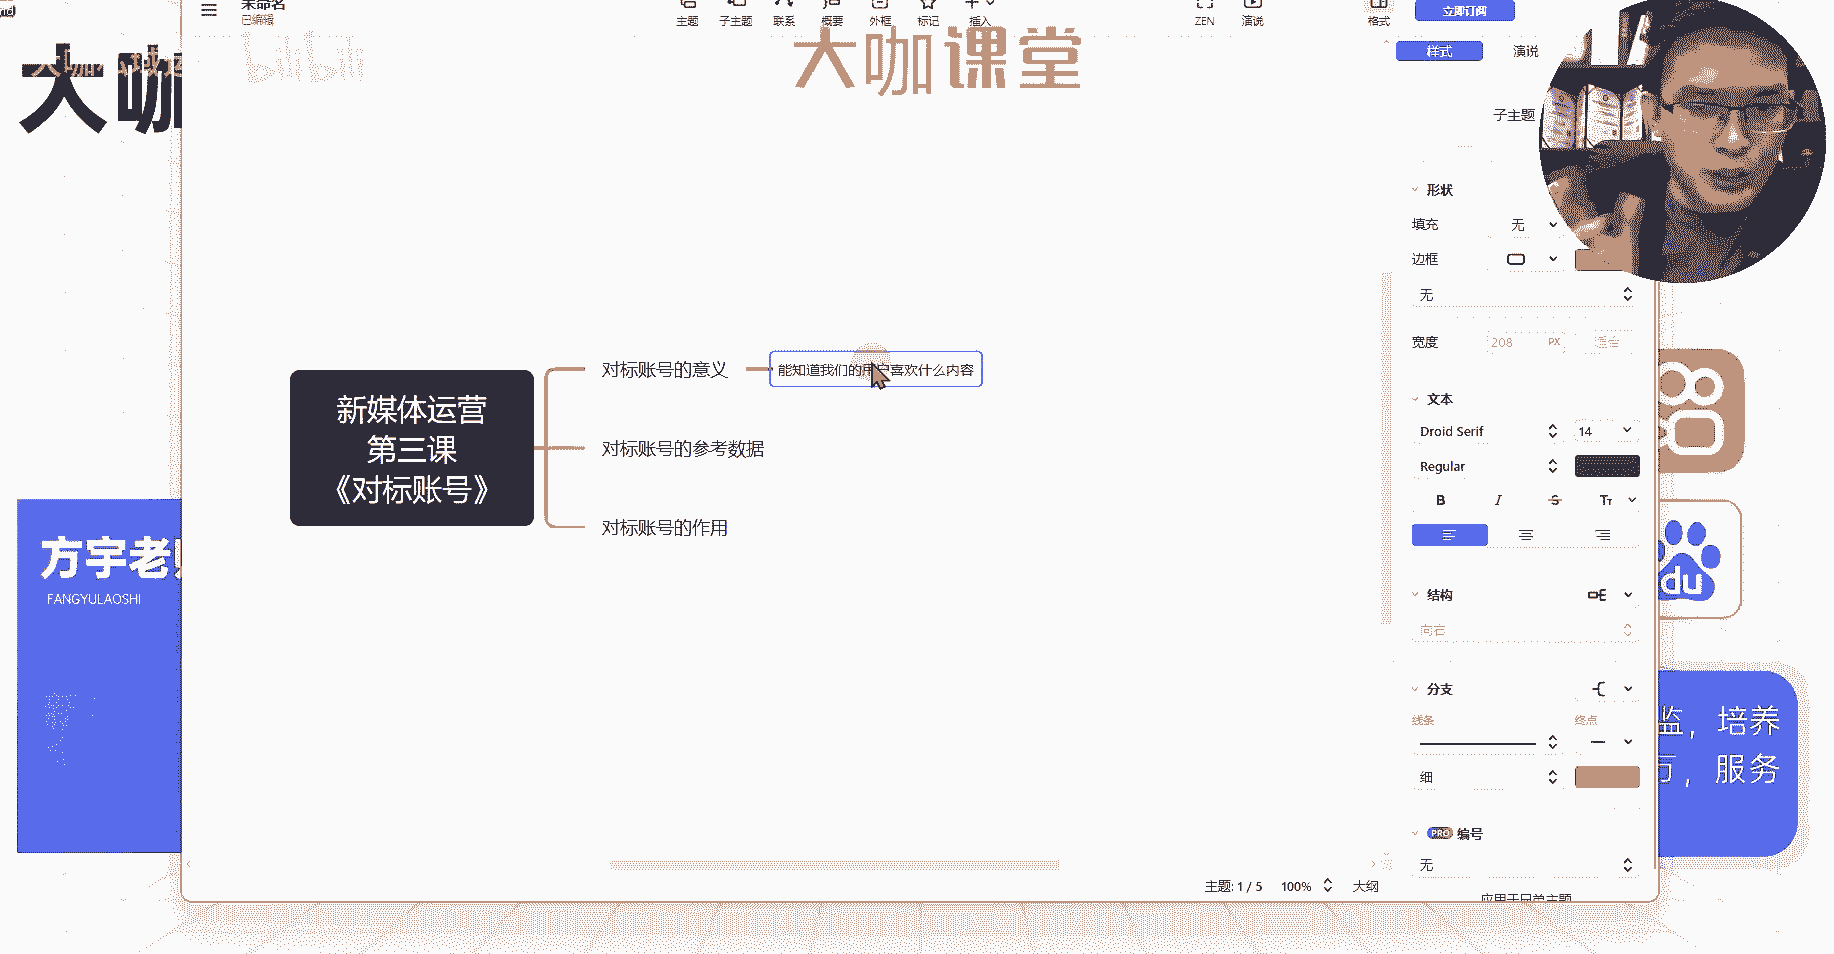 未命名
已编辑
主题
子主题
联系
概要
外框
标记
插入
ZEN
演说
格式
立即订阅
bilibili
大咖课堂
大咖
样式
演说
子主题
形状
填充
无
边框
无
宽度
208
PX
文本
Droid Serif
14
Regular
B
I
S
Tт
结构
向右
分支
线条
终点
细
PRO
编号
无
新媒体运营
第三课
《对标账号》
对标账号的意义
能知道我们的用户喜欢什么内容
对标账号的参考数据
对标账号的作用
方宇老
FANGYULAOSHI
du
监，培养
万，服务
主题: 1 / 5
100%
大纲